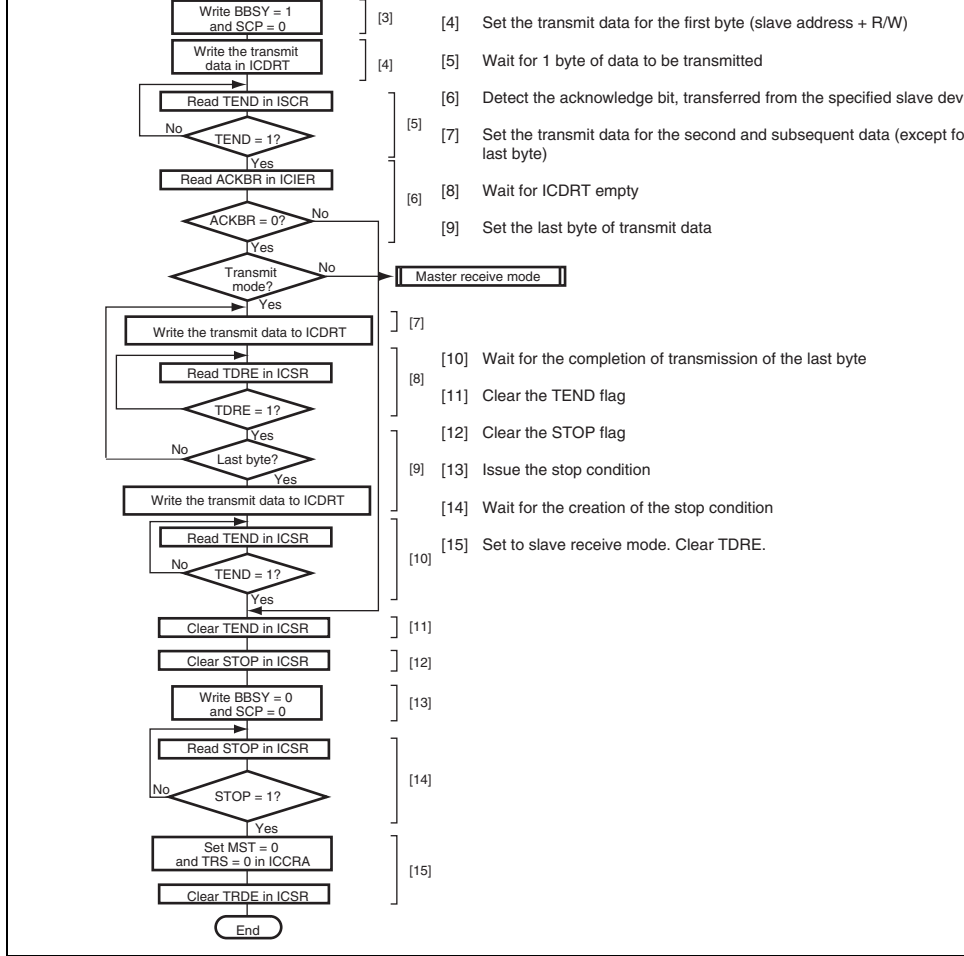 Write BBSY = 1
and SCP = 0
[3]
[4] Set the transmit data for the first byte (slave address + R/W)
Write the transmit
data in ICDRT
[4]
[5] Wait for 1 byte of data to be transmitted
Read TEND in ISCR
[6] Detect the acknowledge bit, transferred from the specified slave dev
No
TEND = 1?
[5]
[7] Set the transmit data for the second and subsequent data (except fo
last byte)
Yes
Read ACKBR in ICIER
[6]
[8] Wait for ICDRT empty
ACKBR = 0?
No
[9] Set the last byte of transmit data
Yes
Transmit
mode?
No
Master receive mode
Yes
Write the transmit data to ICDRT
[7]
[10] Wait for the completion of transmission of the last byte
Read TDRE in ICSR
[8]
[11] Clear the TEND flag
TDRE = 1?
[12] Clear the STOP flag
Yes
No
Last byte?
[9]
[13] Issue the stop condition
Yes
Write the transmit data to ICDRT
[14] Wait for the creation of the stop condition
Read TEND in ICSR
[15] Set to slave receive mode. Clear TDRE.
[10]
No
TEND = 1?
Yes
Clear TEND in ICSR
[11]
Clear STOP in ICSR
[12]
Write BBSY = 0
and SCP = 0
[13]
Read STOP in ICSR
[14]
No
STOP = 1?
Yes
Set MST = 0
and TRS = 0 in ICCRA
[15]
Clear TRDE in ICSR
End